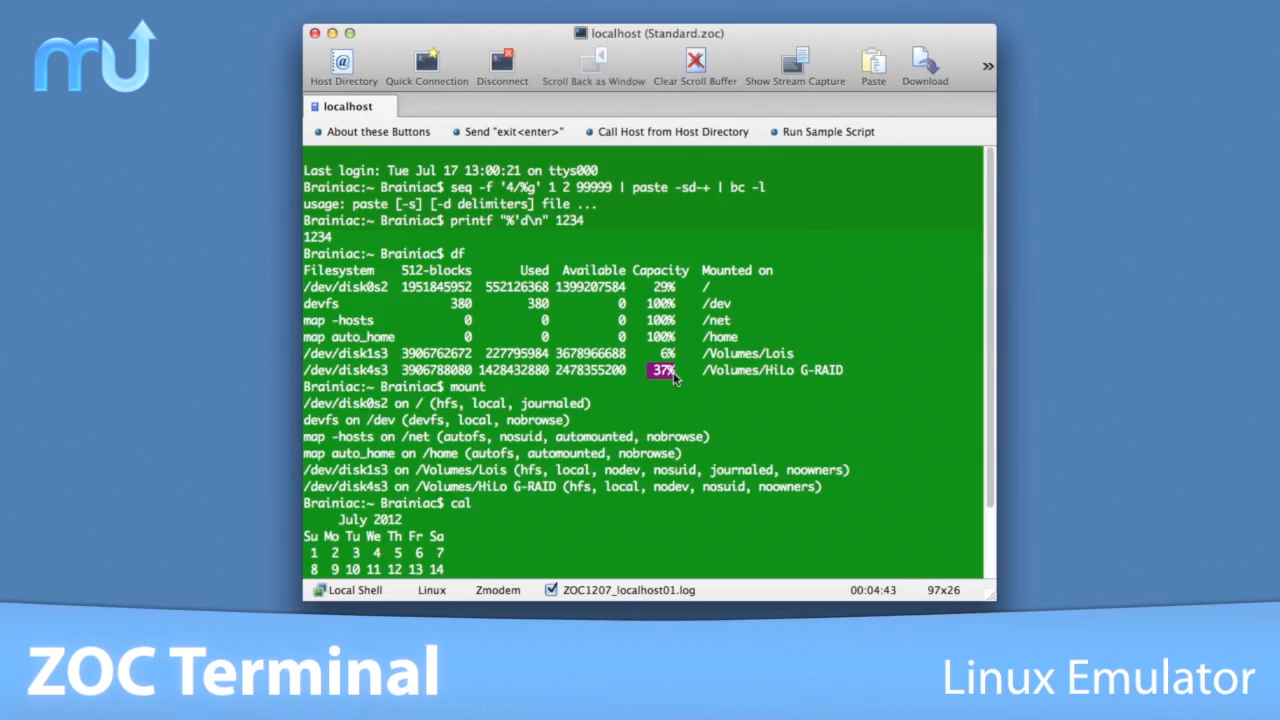 mu
localhost (Standard.zoc)
Host Directory Quick Connection Disconnect Scroll Back as Window Clear Scroll Buffer Show Stream Capture Paste Download »
localhost
About these Buttons Send "exit<enter>" Call Host from Host Directory Run Sample Script
Last login: Tue Jul 17 13:00:21 on ttys000
Brainiac:~ Brainiac$ seq -f '4/%g' 1 2 99999 | paste -sd-+ | bc -l
usage: paste [-s] [-d delimiters] file ...
Brainiac:~ Brainiac$ printf "%'d\n" 1234
1234
Brainiac:~ Brainiac$ df
Filesystem 512-blocks Used Available Capacity Mounted on
/dev/disk0s2 1951845952 552126368 1399207584 29% /
devfs 380 380 0 100% /dev
map -hosts 0 0 0 100% /net
map auto_home 0 0 0 100% /home
/dev/disk1s3 3906762672 227795984 3678966688 6% /Volumes/Lois
/dev/disk4s3 3906788080 1428432880 2478355200 37% /Volumes/HiLo G-RAID
Brainiac:~ Brainiac$ mount
/dev/disk0s2 on / (hfs, local, journaled)
devfs on /dev (devfs, local, nobrowse)
map -hosts on /net (autofs, nosuid, automounted, nobrowse)
map auto_home on /home (autofs, automounted, nobrowse)
/dev/disk1s3 on /Volumes/Lois (hfs, local, nodev, nosuid, journaled, noowners)
/dev/disk4s3 on /Volumes/HiLo G-RAID (hfs, local, nodev, nosuid, noowners)
Brainiac:~ Brainiac$ cal
July 2012
Su Mo Tu We Th Fr Sa
1 2 3 4 5 6 7
8 9 10 11 12 13 14
Local Shell Linux Zmodem ZOC1207_localhost01.log 00:04:43 97x26
ZOC Terminal
Linux Emulator